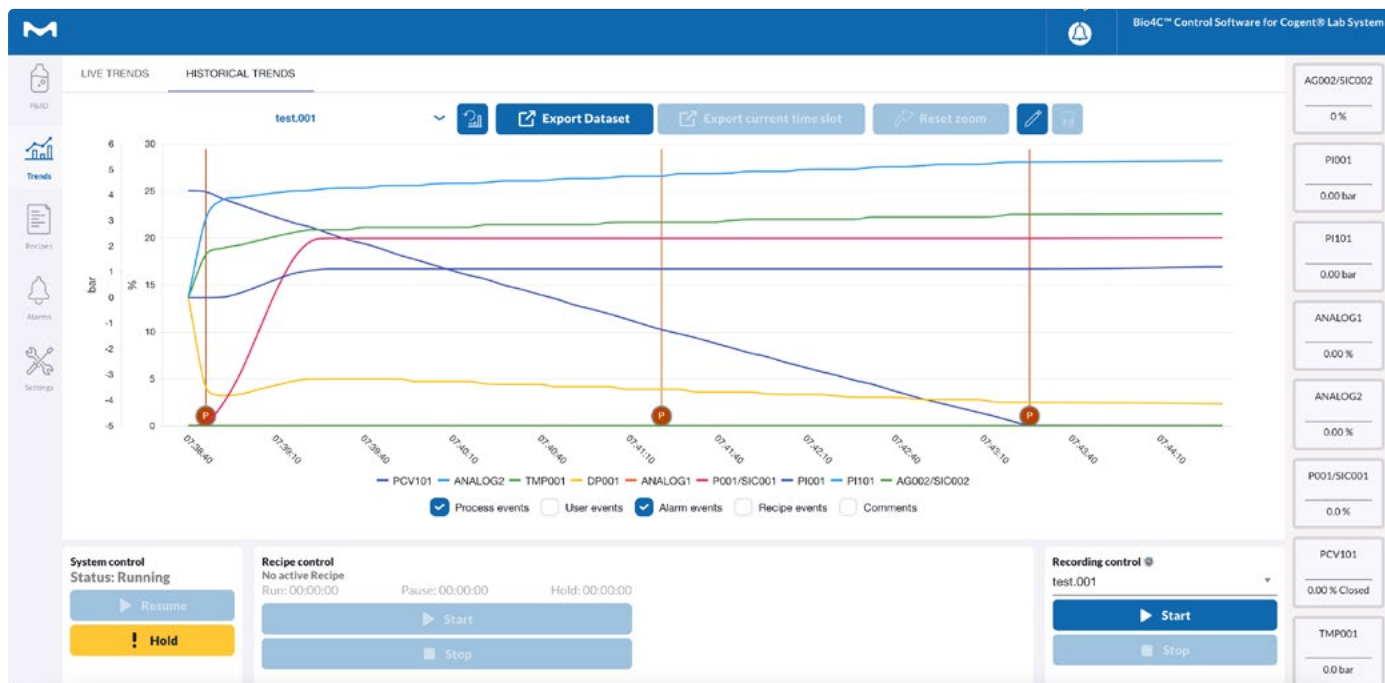 Bio4C™ Control Software for Cogent® Lab System
LIVE TRENDS
HISTORICAL TRENDS
Trends
Recipes
Alarms
Settings
test.001
Export Dataset
Export current time slot
Reset zoom
6
5
4
3
2
1
0
-1
-2
-3
-4
-5
bar
30
25
20
15
10
5
0
%
P
P
P
07:38:40
07:39:10
07:39:40
07:40:10
07:40:40
07:41:10
07:41:40
07:42:10
07:42:40
07:43:10
07:43:40
07:44:10
PCV101 ANALOG2 TMP001 DP001 ANALOG1 P001/SIC001 PI001 PI101 AG002/SIC002
Process events User events Alarm events Recipe events Comments
AG002/SIC002
0 %
PI001
0.00 bar
PI101
0.00 bar
ANALOG1
0.00 %
ANALOG2
0.00 %
P001/SIC001
0.0 %
PCV101
0.00 % Closed
TMP001
0.0 bar
System control
Status: Running
Resume
! Hold
Recipe control
No active Recipe
Run: 00:00:00 Pause: 00:00:00 Hold: 00:00:00
Start
Stop
Recording control
test.001
Start
Stop